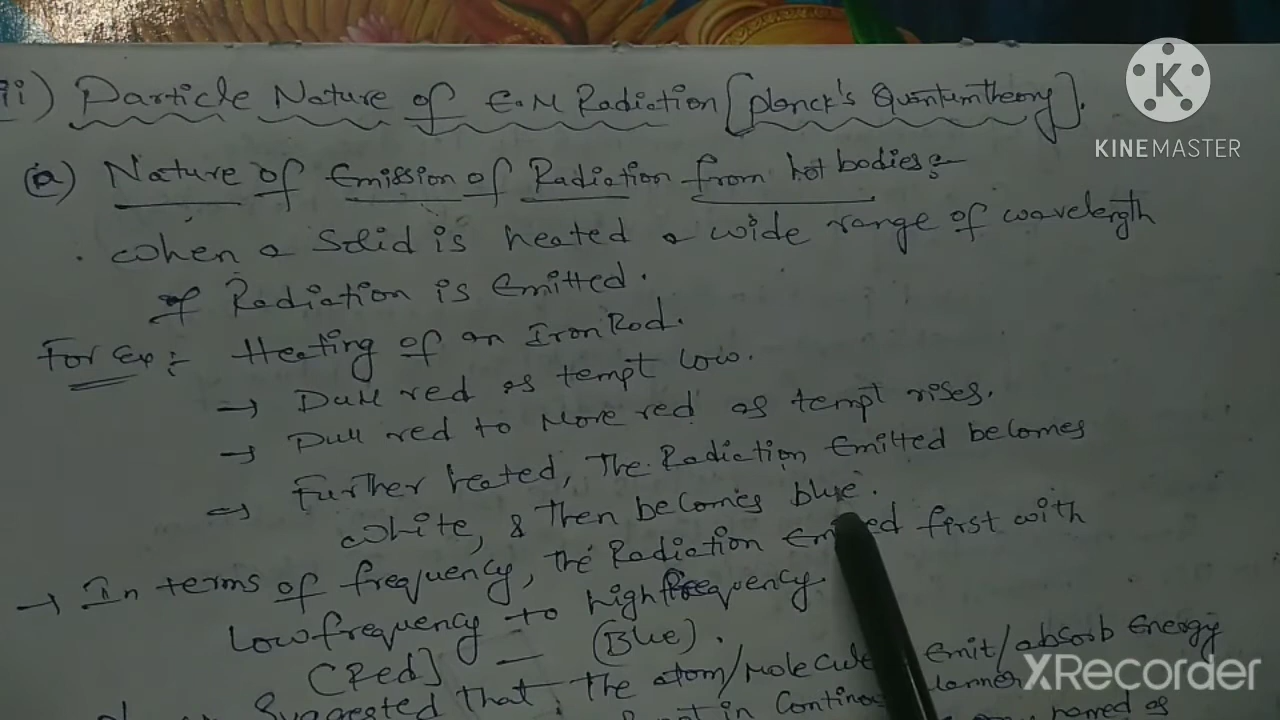 ii) Particle Nature of E.M Radiation [planck's Quantumtheory].
K
KINEMASTER
(a) Nature of Emission of Radiation from hot bodies:-
. When a Solid is heated a wide range of wavelength
of Radiation is Emitted.
For Exp:- Heating of an Iron Rod.
→ Dull red as tempt low.
→ Dull red to More red as tempt rises.
⇒ Further heated, The Radiation Emitted becomes
white, & Then becomes blue.
→ In terms of frequency, the Radiation first with
Low frequency to high frequency.
(Red] — (Blue).
Suggested that, the atom/Molecule emit/absorb Energy
in named as
XRecorder